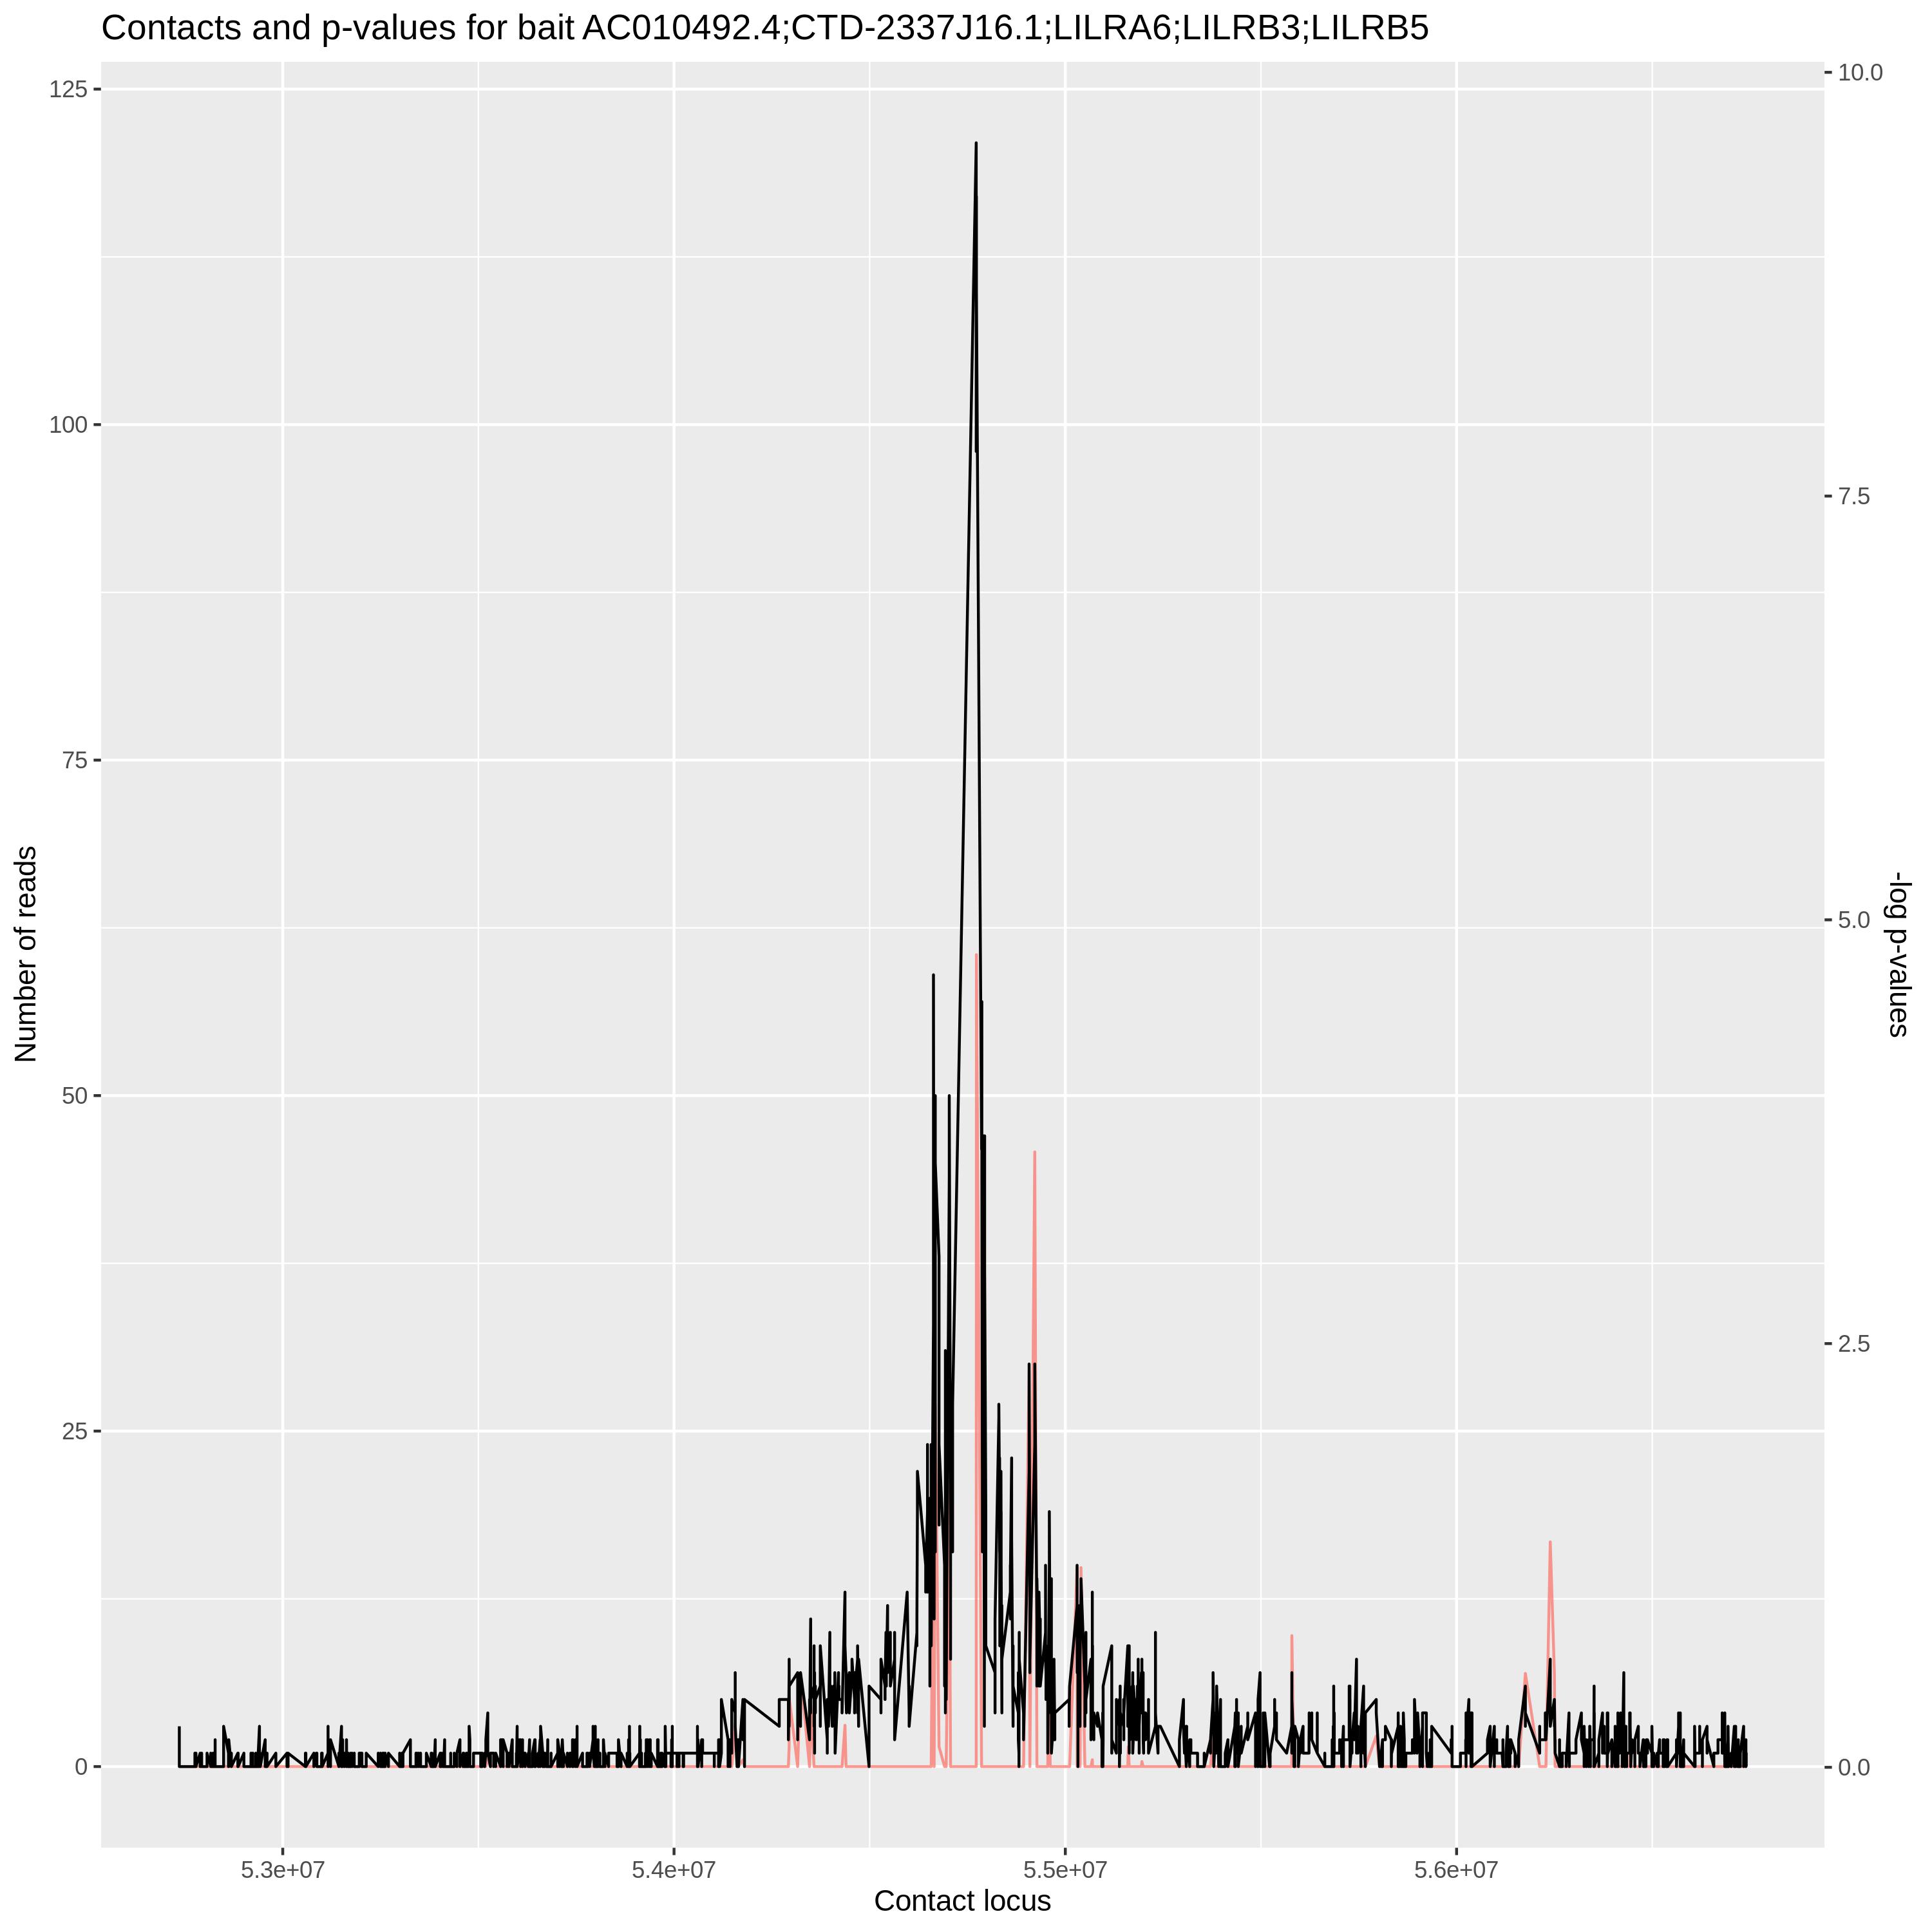 Contacts and p-values for bait AC010492.4;CTD-2337J16.1;LILRA6;LILRB3;LILRB5
125
100
75
50
25
0
Number of reads
10.0
7.5
5.0
2.5
0.0
-log p-values
5.3e+07
5.4e+07
5.5e+07
5.6e+07
Contact locus